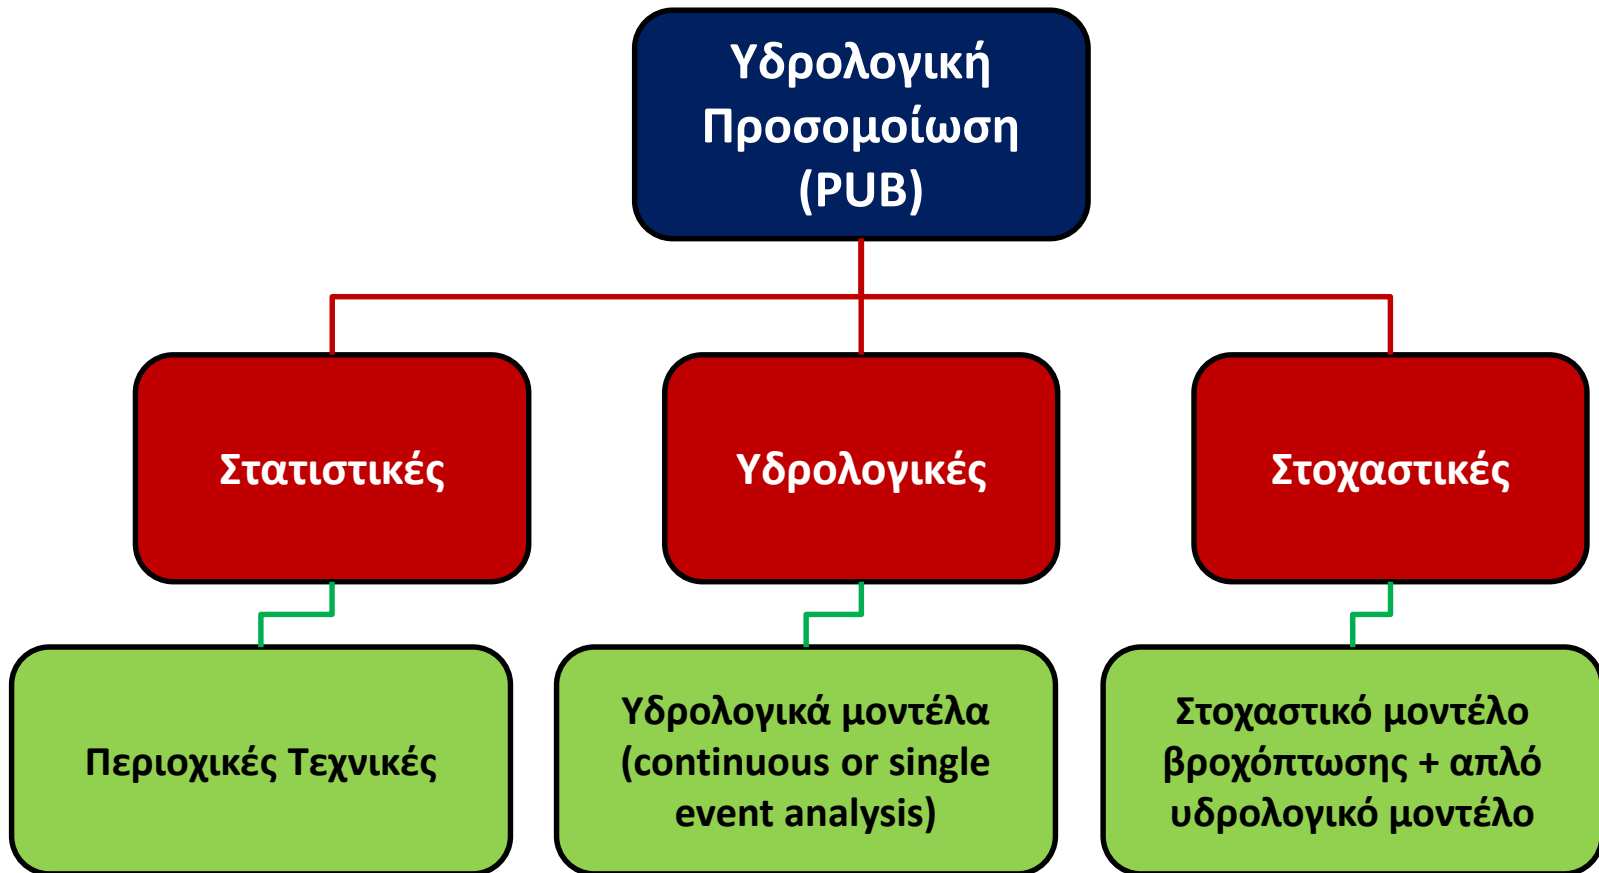 Υδρολογική
Προσομοίωση
(PUB)
Στατιστικές
Υδρολογικές
Στοχαστικές
Περιοχικές Τεχνικές
Υδρολογικά μοντέλα
(continuous or single
event analysis)
Στοχαστικό μοντέλο
βροχόπτωσης + απλό
υδρολογικό μοντέλο